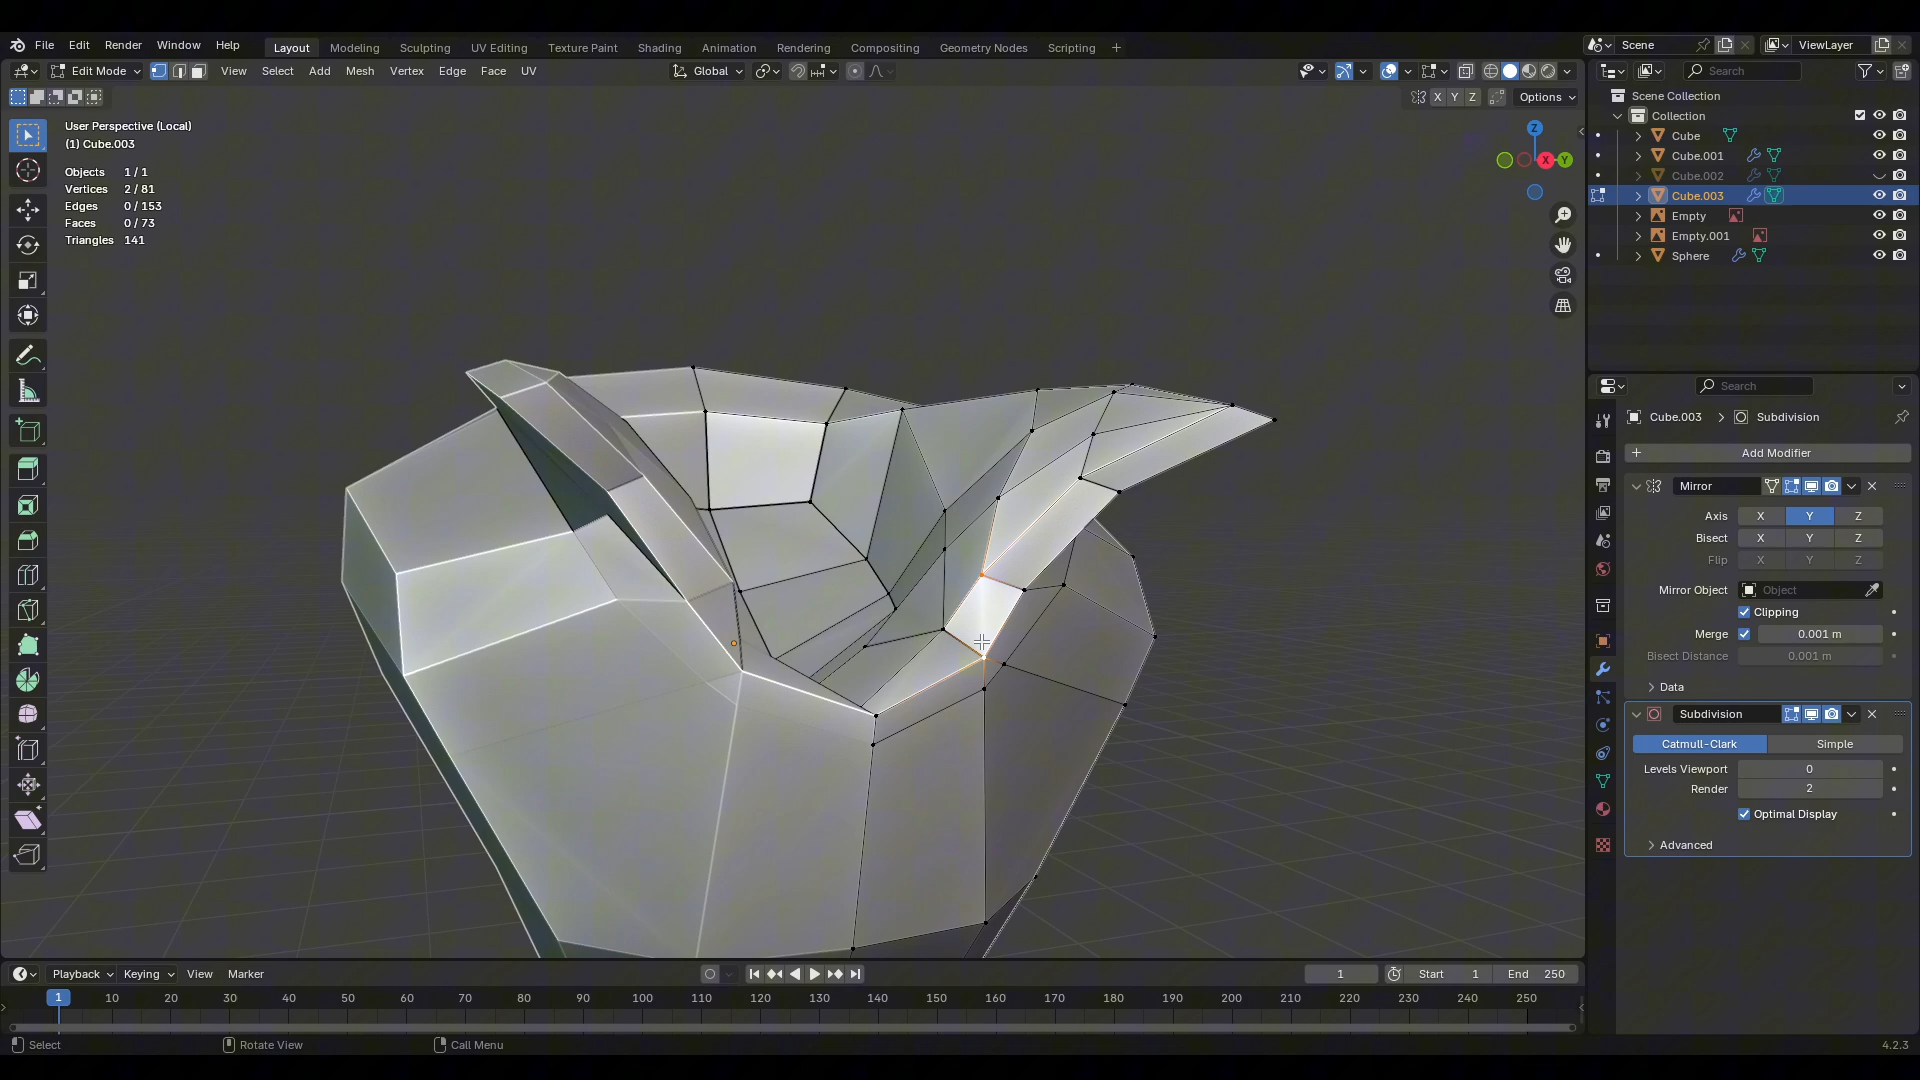 File Edit Render Window Help Layout Modeling Sculpting UV Editing Texture Paint Shading Animation Rendering Compositing Geometry Nodes Scripting + Scene ViewLayer
Edit Mode View Select Add Mesh Vertex Edge Face UV Global Search
X Y Z Options
User Perspective (Local)
(1) Cube.003
Objects 1 / 1
Vertices 2 / 81
Edges 0 / 153
Faces 0 / 73
Triangles 141
Z
X Y
Scene Collection
Collection
Cube
Cube.001
Cube.002
Cube.003
Empty
Empty.001
Sphere
Search
Cube.003 > Subdivision
+ Add Modifier
Mirror
Axis X Y Z
Bisect X Y Z
Flip X Y Z
Mirror Object Object
Clipping
Merge 0.001 m
Bisect Distance 0.001 m
Data
Subdivision
Catmull-Clark Simple
Levels Viewport 0
Render 2
Optimal Display
Advanced
Playback Keying View Marker 1 Start 1 End 250
1 10 20 30 40 50 60 70 80 90 100 110 120 130 140 150 160 170 180 190 200 210 220 230 240 250
Select Rotate View Call Menu 4.2.3